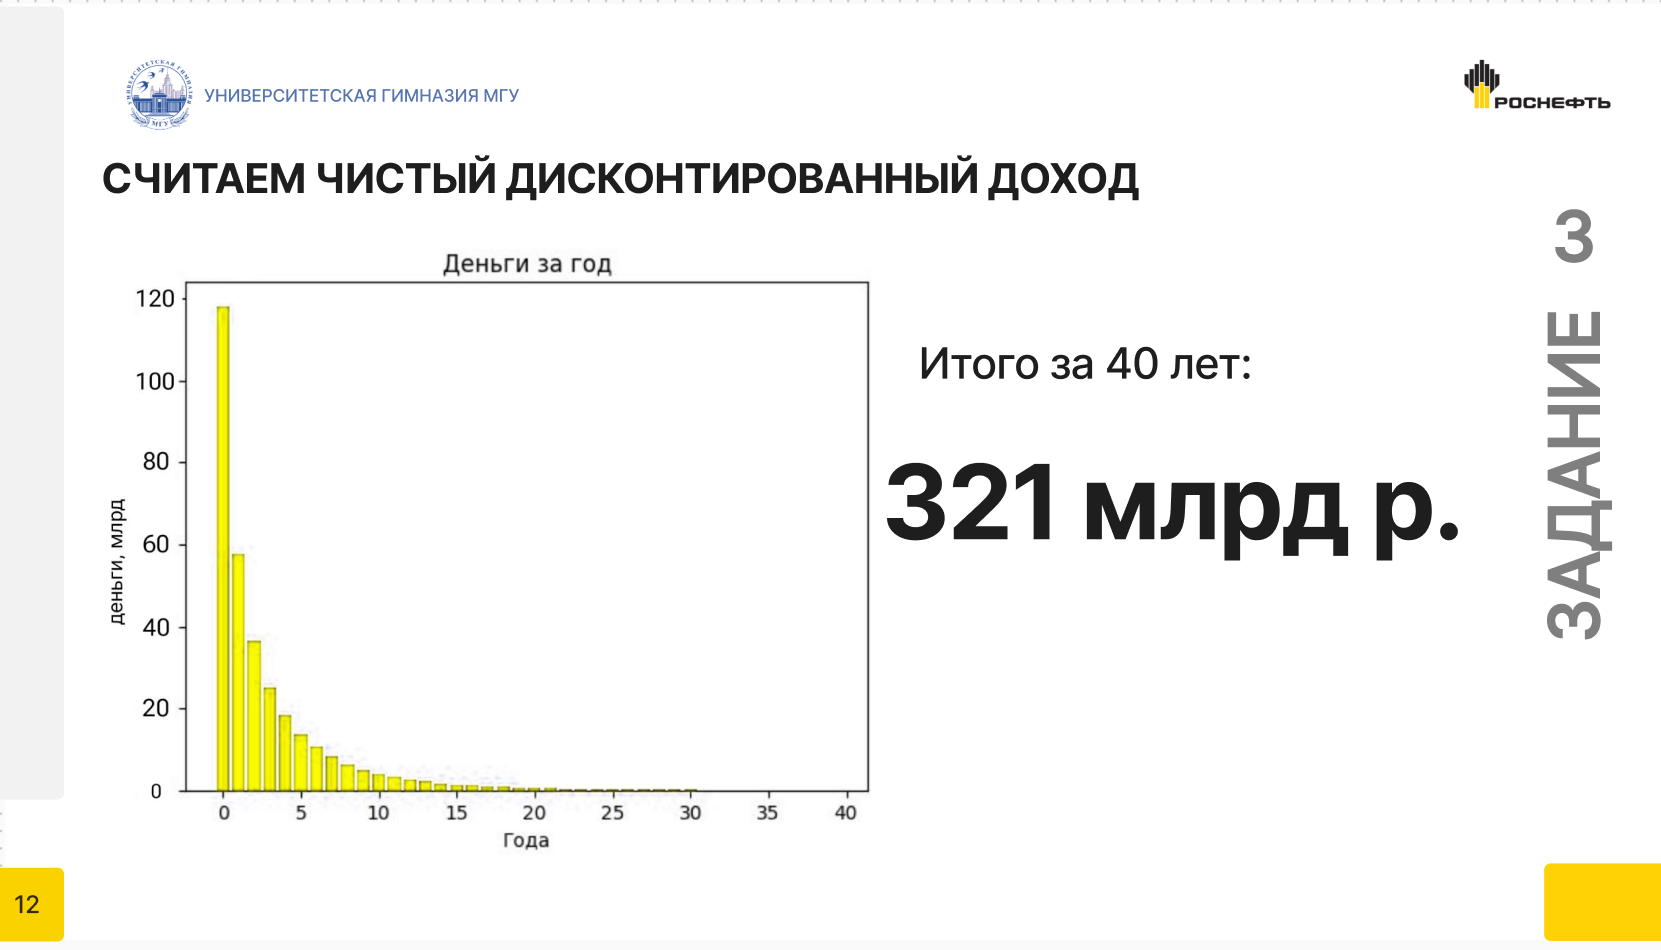 УНИВЕРСИТЕТСКАЯ ГИМНАЗИЯ МГУ
РОСНЕФТЬ
СЧИТАЕМ ЧИСТЫЙ ДИСКОНТИРОВАННЫЙ ДОХОД
ЗАДАНИЕ 3
Деньги за год
120
100
80
60
40
20
0
деньги, млрд
0 5 10 15 20 25 30 35 40
Года
Итого за 40 лет:
321 млрд р.
12